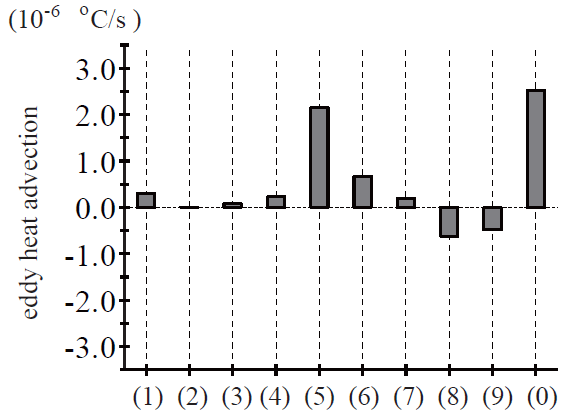 (10⁻⁶ °C/s )
eddy heat advection
3.0
2.0
1.0
0.0
-1.0
-2.0
-3.0
(1) (2) (3) (4) (5) (6) (7) (8) (9) (0)